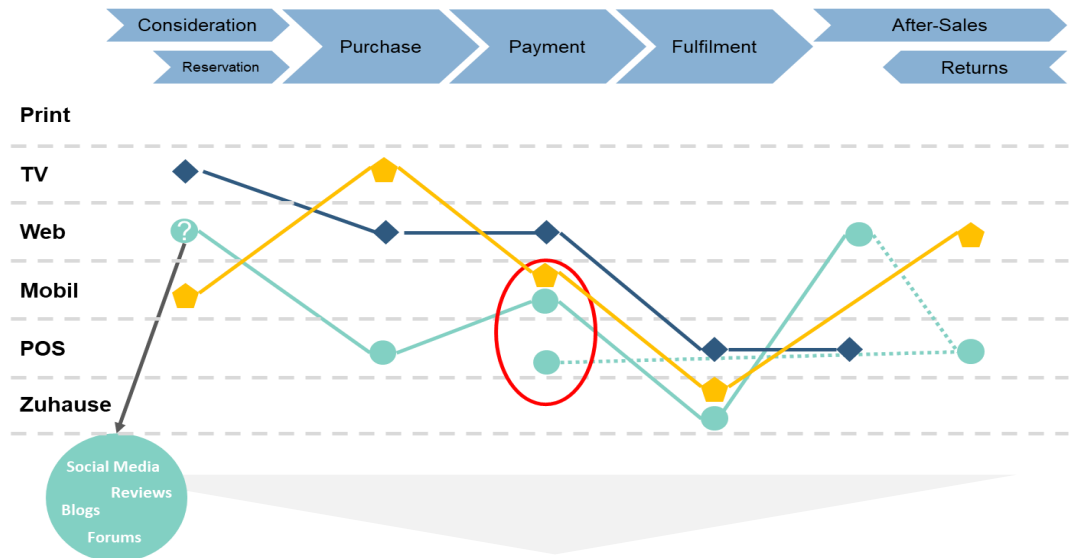 Consideration
Reservation
Purchase
Payment
Fulfilment
After-Sales
Returns
Print
TV
Web
?
Mobil
POS
Zuhause
Social Media
Reviews
Blogs
Forums